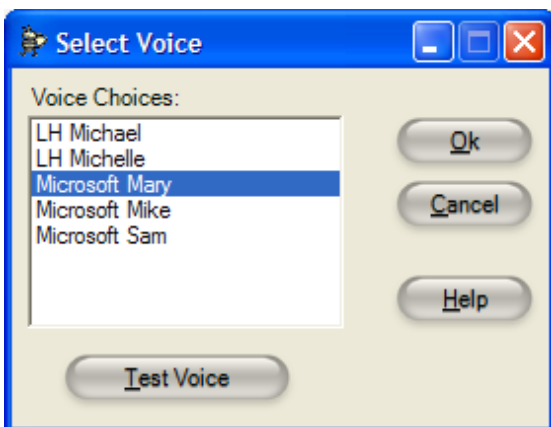 Select Voice
Voice Choices:
LH Michael
LH Michelle
Microsoft Mary
Microsoft Mike
Microsoft Sam
Ok
Cancel
Help
Test Voice